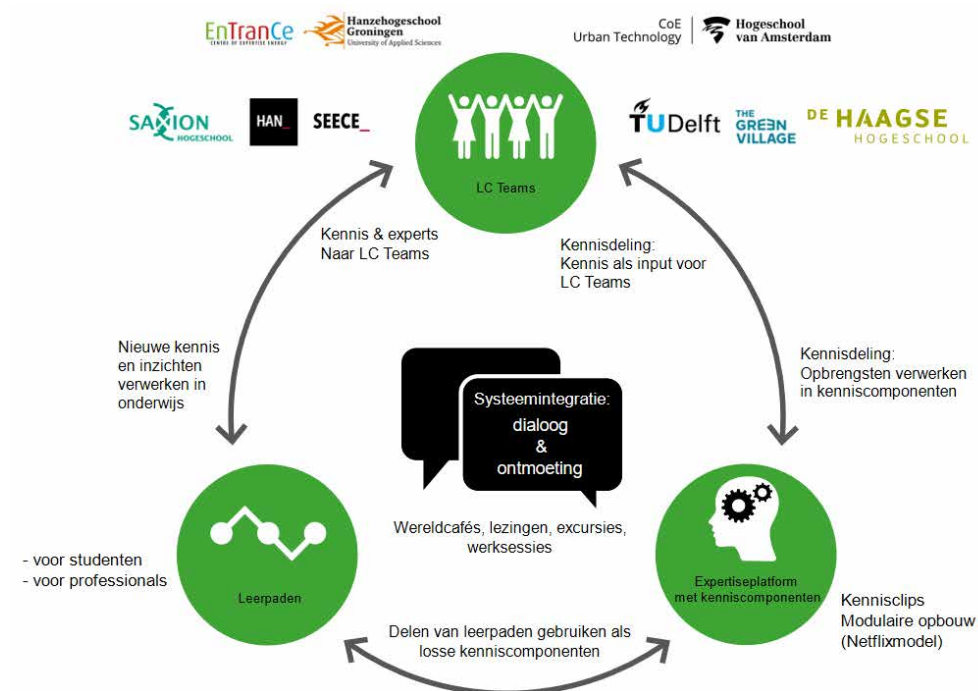 EnTranCe
CENTRE OF EXPERTISE ENERGY
Hanzehogeschool
Groningen
University of Applied Sciences
CoE
Urban Technology
Hogeschool
van Amsterdam
SAXION
HOGESCHOOL
HAN_
SEECE_
TU Delft
THE
GREEN
VILLAGE
DE HAAGSE
HOGESCHOOL
LC Teams
Kennis & experts
Naar LC Teams
Kennisdeling:
Kennis als input voor
LC Teams
Nieuwe kennis
en inzichten
verwerken in
onderwijs
Kennisdeling:
Opbrengsten verwerken
in kenniscomponenten
Systeemintegratie:
dialoog
&
ontmoeting
Wereldcafés, lezingen, excursies,
werksessies
- voor studenten
- voor professionals
Leerpaden
Expertiseplatform
met kenniscomponenten
Kennisclips
Modulaire opbouw
(Netflixmodel)
Delen van leerpaden gebruiken als
losse kenniscomponenten